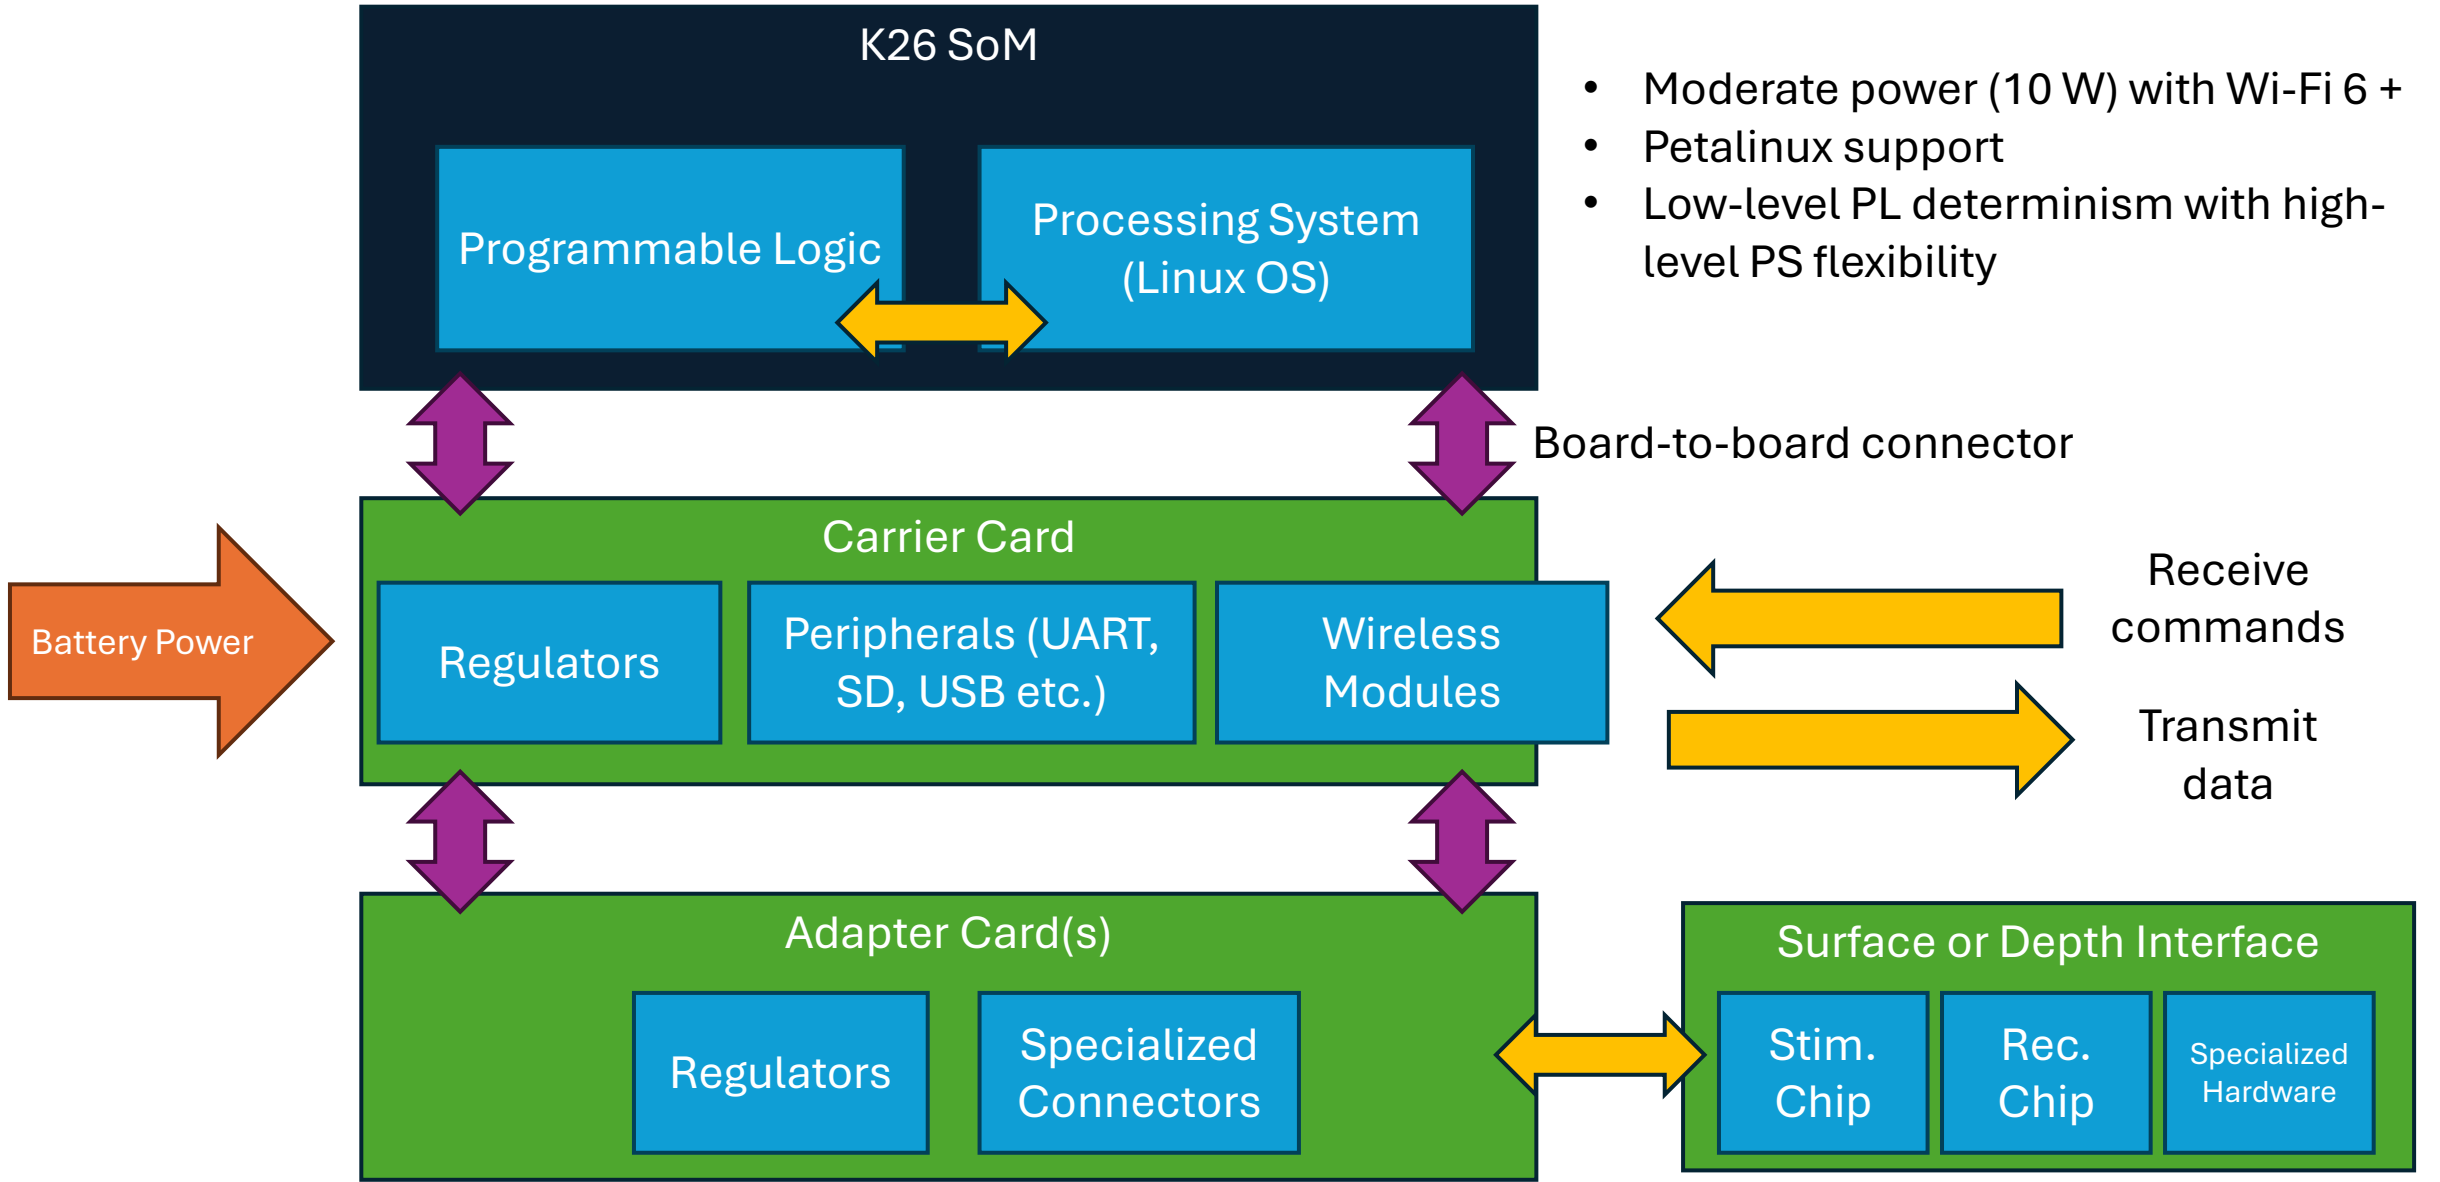 K26 SoM
Programmable Logic
Processing System
(Linux OS)
• Moderate power (10 W) with Wi-Fi 6 +
• Petalinux support
• Low-level PL determinism with high-
level PS flexibility
Board-to-board connector
Battery Power
Carrier Card
Regulators
Peripherals (UART,
SD, USB etc.)
Wireless
Modules
Receive
commands
Transmit
data
Adapter Card(s)
Regulators
Specialized
Connectors
Surface or Depth Interface
Stim.
Chip
Rec.
Chip
Specialized
Hardware